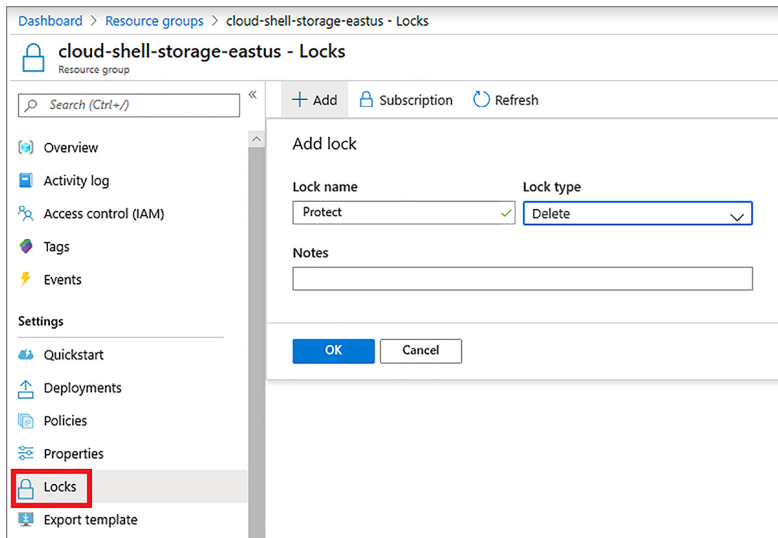 Dashboard > Resource groups > cloud-shell-storage-eastus - Locks
cloud-shell-storage-eastus - Locks
Resource group
Search (Ctrl+/)
Overview
Activity log
Access control (IAM)
Tags
Events
Settings
Quickstart
Deployments
Policies
Properties
Locks
Export template
Add Subscription Refresh
Add lock
Lock name Lock type
Protect Delete
Notes
OK Cancel